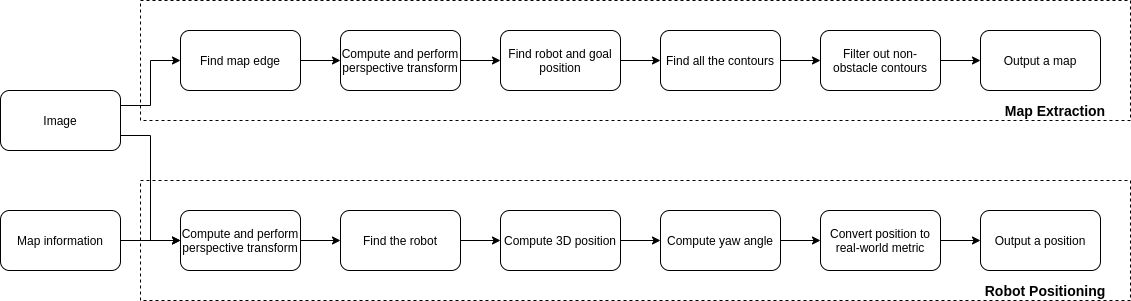 Find map edge
Compute and perform
perspective transform
Find robot and goal
position
Find all the contours
Filter out non-
obstacle contours
Output a map
Image
Map Extraction
Map information
Compute and perform
perspective transform
Find the robot
Compute 3D position
Compute yaw angle
Convert position to
real-world metric
Output a position
Robot Positioning